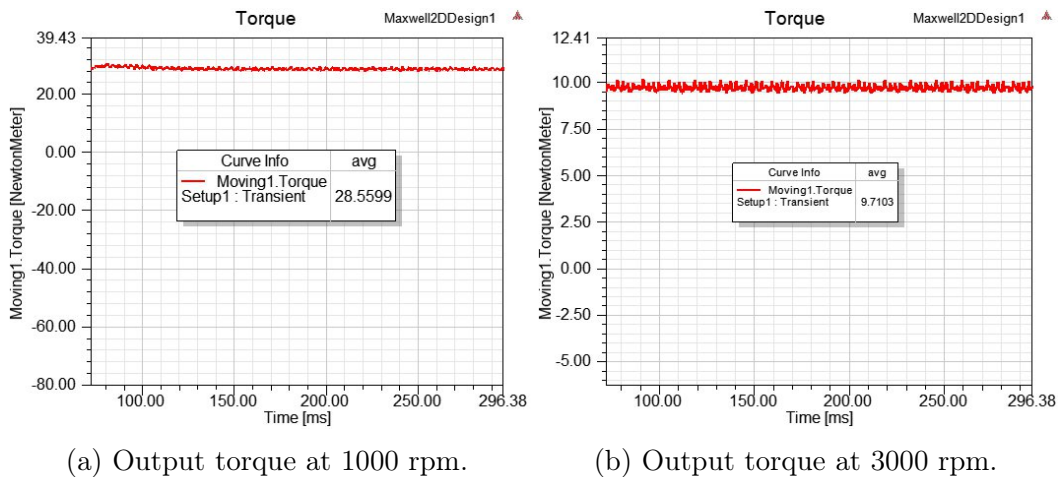 Torque
Maxwell2DDesign1
39.43
20.00
0.00
-20.00
-40.00
-60.00
-80.00
Moving1.Torque [NewtonMeter]
Curve Info
avg
Moving1.Torque
Setup1 : Transient
28.5599
100.00
150.00
200.00
250.00
296.38
Time [ms]
(a) Output torque at 1000 rpm.
Torque
Maxwell2DDesign1
12.41
10.00
7.50
5.00
2.50
0.00
-2.50
-5.00
Moving1.Torque [NewtonMeter]
Curve Info
avg
Moving1.Torque
Setup1 : Transient
9.7103
100.00
150.00
200.00
250.00
296.38
Time [ms]
(b) Output torque at 3000 rpm.